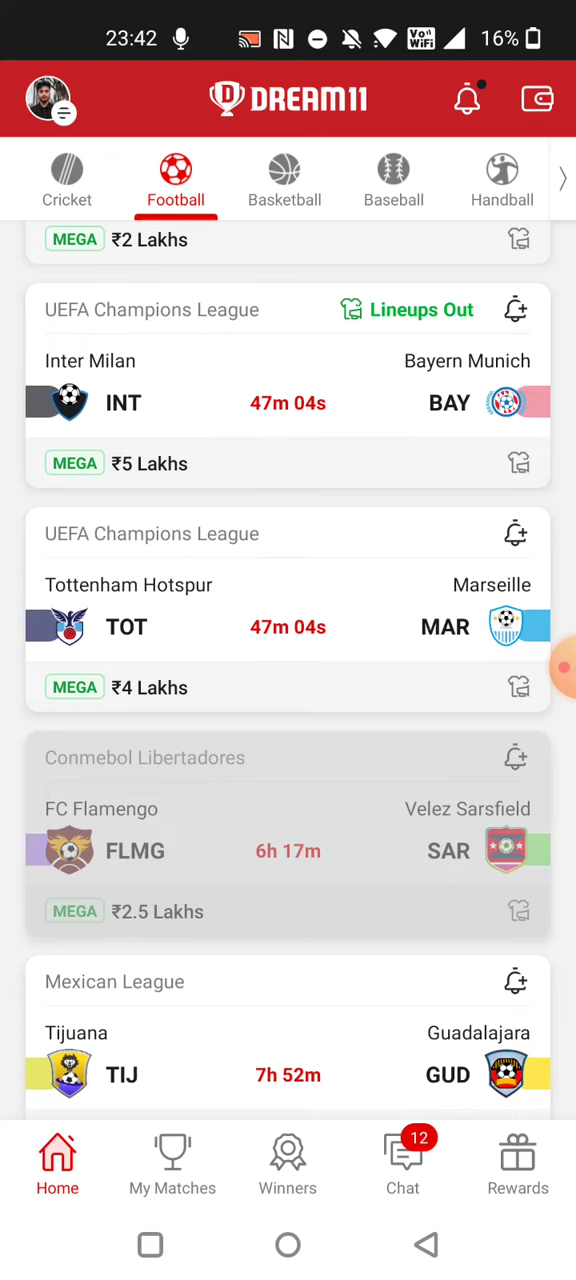 23:42 Vo WiFi 16%
DREAM11
Cricket Football Basketball Baseball Handball
MEGA ₹2 Lakhs
UEFA Champions League Lineups Out
Inter Milan Bayern Munich
INT 47m 04s BAY
MEGA ₹5 Lakhs
UEFA Champions League
Tottenham Hotspur Marseille
TOT 47m 04s MAR
MEGA ₹4 Lakhs
Conmebol Libertadores
FC Flamengo Velez Sarsfield
FLMG 6h 17m SAR
MEGA ₹2.5 Lakhs
Mexican League
Tijuana Guadalajara
TIJ 7h 52m GUD
12
Home My Matches Winners Chat Rewards